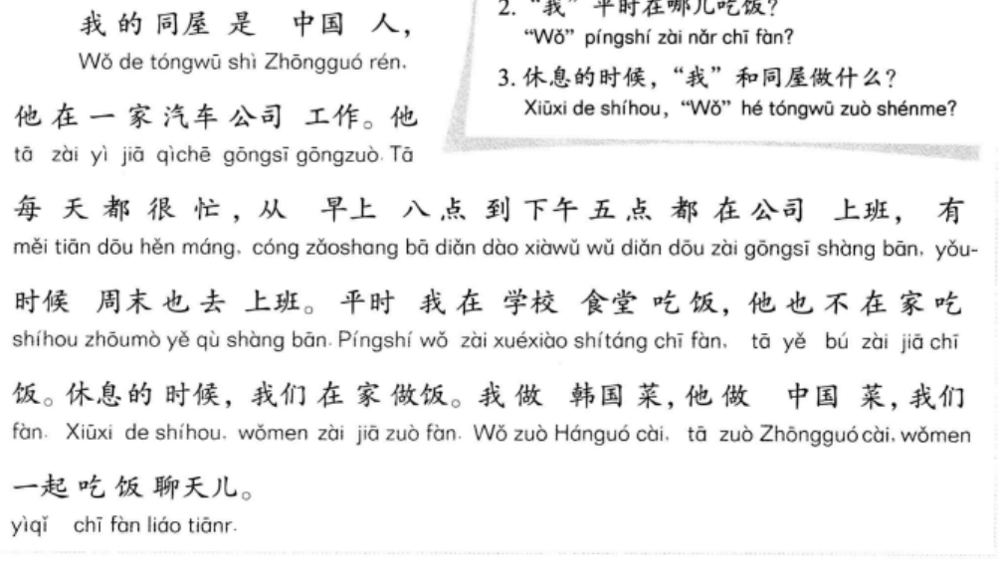 2. “我”平时在哪儿吃饭？
“Wǒ” píngshí zài nǎr chī fàn?
3. 休息的时候，“我”和同屋做什么？
Xiūxi de shíhou, “Wǒ” hé tóngwū zuò shénme?
我的同屋是中国人，
Wǒ de tóngwū shì Zhōngguó rén,
他在一家汽车公司工作。他
tā zài yì jiā qìchē gōngsī gōngzuò. Tā
每天都很忙，从早上八点到下午五点都在公司上班，有
měi tiān dōu hěn máng, cóng zǎoshang bā diǎn dào xiàwǔ wǔ diǎn dōu zài gōngsī shàng bān, yǒu-
时候周末也去上班。平时我在学校食堂吃饭，他也不在家吃
shíhou zhōumò yě qù shàng bān. Píngshí wǒ zài xuéxiào shítáng chī fàn, tā yě bú zài jiā chī
饭。休息的时候，我们在家做饭。我做韩国菜，他做中国菜，我们
fàn. Xiūxi de shíhou, wǒmen zài jiā zuò fàn. Wǒ zuò Hánguó cài, tā zuò Zhōngguó cài, wǒmen
一起吃饭聊天儿。
yìqǐ chī fàn liáo tiānr.